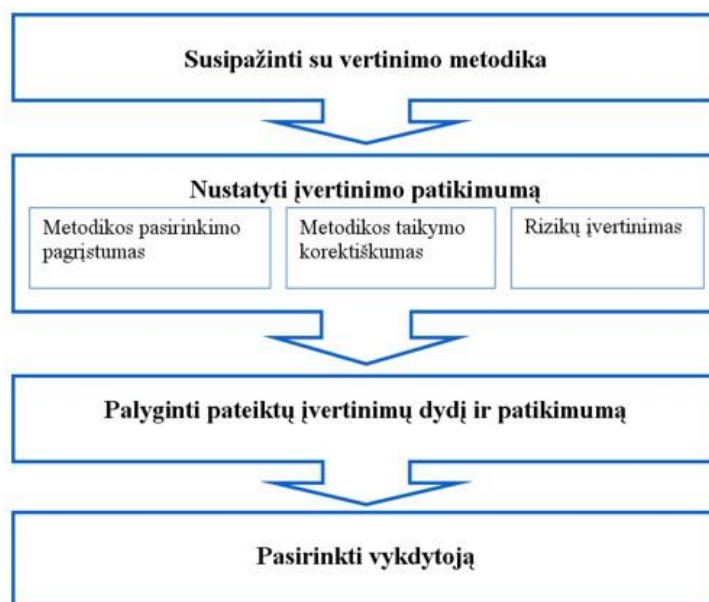 Susipažinti su vertinimo metodika
Nustatyti įvertinimo patikimumą
Metodikos pasirinkimo
pagrįstumas
Metodikos taikymo
korektiškumas
Rizikų įvertinimas
Palyginti pateiktų įvertinimų dydį ir patikimumą
Pasirinkti vykdytoją